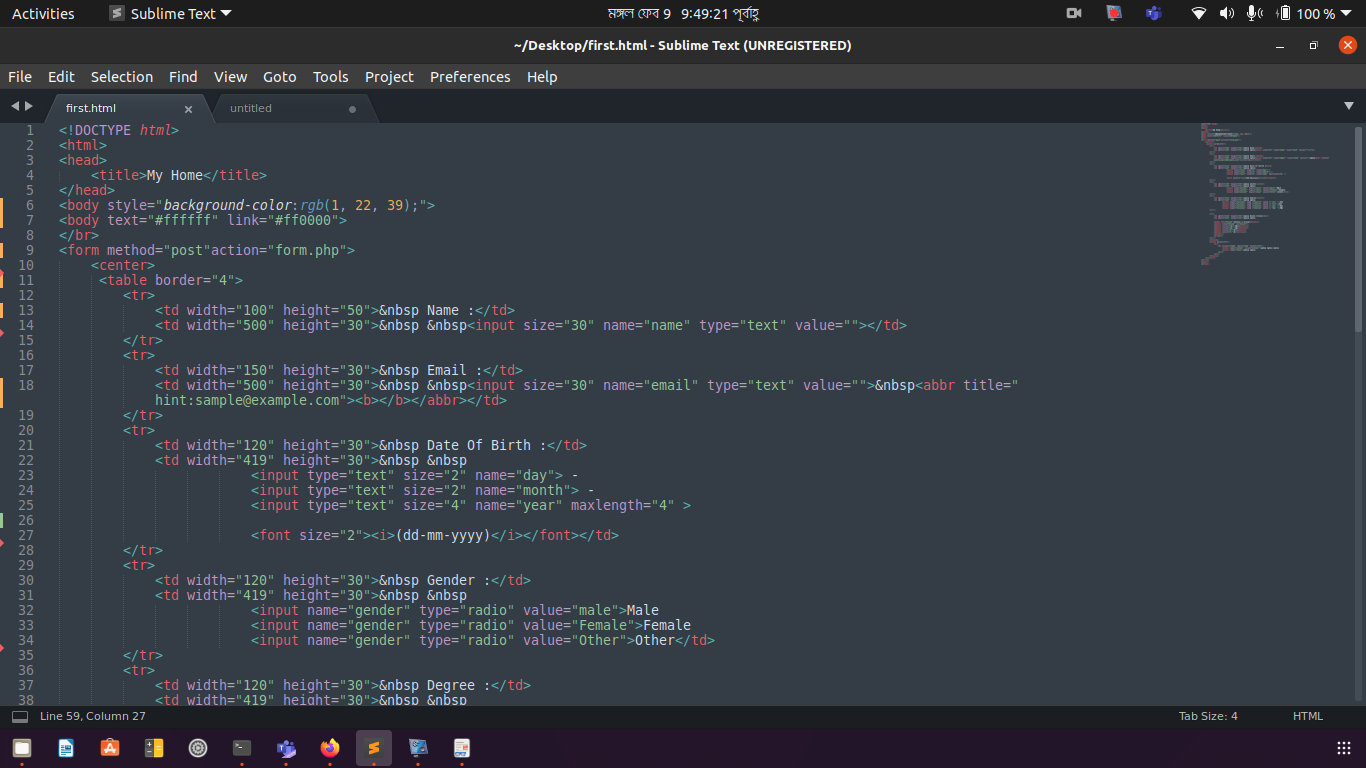 Activities
Sublime Text
মঙ্গল ফেব 9 9:49:21 পূর্বাহ্ণ
100 %
~/Desktop/first.html - Sublime Text (UNREGISTERED)
File Edit Selection Find View Goto Tools Project Preferences Help
first.html
untitled
1 <!DOCTYPE html>
2 <html>
3 <head>
4 <title>My Home</title>
5 </head>
6 <body style="background-color:rgb(1, 22, 39);">
7 <body text="#ffffff" link="#ff0000">
8 </br>
9 <form method="post"action="form.php">
10 <center>
11 <table border="4">
12 <tr>
13 <td width="100" height="50">&nbsp Name :</td>
14 <td width="500" height="30">&nbsp &nbsp<input size="30" name="name" type="text" value=""></td>
15 </tr>
16 <tr>
17 <td width="150" height="30">&nbsp Email :</td>
18 <td width="500" height="30">&nbsp &nbsp<input size="30" name="email" type="text" value="">&nbsp<abbr title="
hint:sample@example.com"><b></b></abbr></td>
19 </tr>
20 <tr>
21 <td width="120" height="30">&nbsp Date Of Birth :</td>
22 <td width="419" height="30">&nbsp &nbsp
23 <input type="text" size="2" name="day"> -
24 <input type="text" size="2" name="month"> -
25 <input type="text" size="4" name="year" maxlength="4" >
26
27 <font size="2"><i>(dd-mm-yyyy)</i></font></td>
28 </tr>
29 <tr>
30 <td width="120" height="30">&nbsp Gender :</td>
31 <td width="419" height="30">&nbsp &nbsp
32 <input name="gender" type="radio" value="male">Male
33 <input name="gender" type="radio" value="Female">Female
34 <input name="gender" type="radio" value="Other">Other</td>
35 </tr>
36 <tr>
37 <td width="120" height="30">&nbsp Degree :</td>
38 <td width="419" height="30">&nbsp &nbsp
Line 59, Column 27
Tab Size: 4
HTML